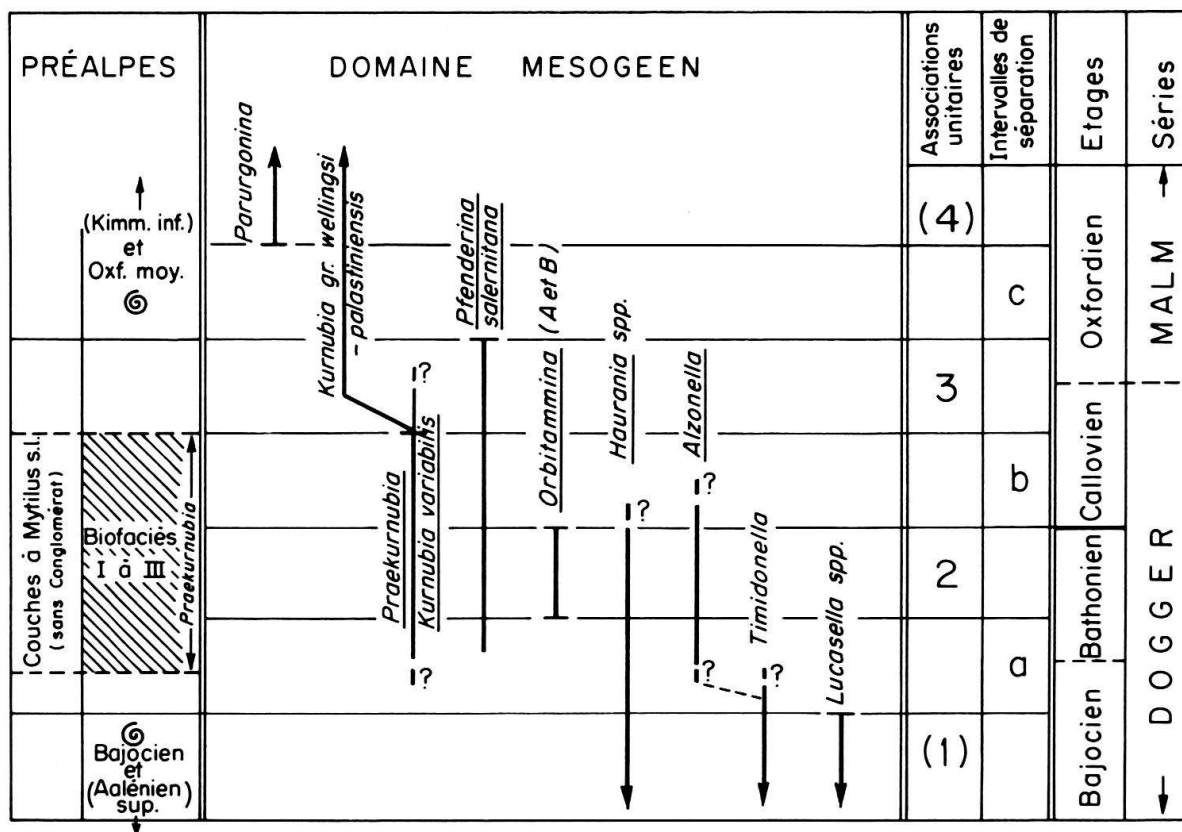 PRÉALPES
DOMAINE MESOGEEN
Associations
unitaires
Intervalles de
séparation
Etages
Séries
(Kimm. inf.)
et
Oxf. moy.
Couches à Mytilus s.l.
(sans Conglomérat)
Biofaciès
I à III
Praekurnubia
Bajocien
et
(Aalénien)
sup.
Parurgonina
Kurnubia gr. wellingsi
- palastiniensis
?
Praekurnubia
Kurnubia variabilis
?
Pfenderina
salernitana
Orbitammina (A et B)
Haurania spp.
?
Alzonella
?
?
Timidonella
?
Lucasella spp.
(4)
3
2
(1)
c
b
a
Oxfordien
Callovien
Bathonien
Bajocien
MALM
DOGGER